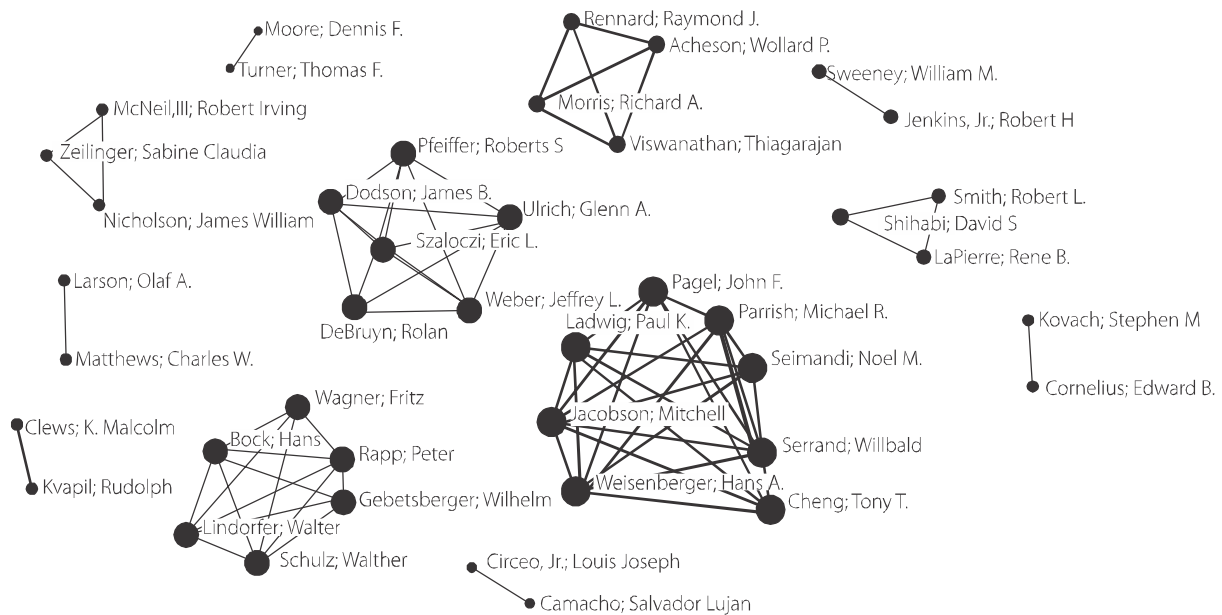 Rennard; Raymond J.
Moore; Dennis F.
Acheson; Wollard P.
Turner; Thomas F.
Sweeney; William M.
McNeil,III; Robert Irving
Morris; Richard A.
Jenkins, Jr.; Robert H
Viswanathan; Thiagarajan
Pfeiffer; Roberts S
Zeilinger; Sabine Claudia
Dodson; James B.
Smith; Robert L.
Ulrich; Glenn A.
Nicholson; James William
Shihabi; David S
Szaloczi; Eric L.
LaPierre; Rene B.
Larson; Olaf A.
Pagel; John F.
Weber; Jeffrey L.
Parrish; Michael R.
DeBruyn; Rolan
Ladwig; Paul K.
Kovach; Stephen M
Matthews; Charles W.
Seimandi; Noel M.
Cornelius; Edward B.
Wagner; Fritz
Jacobson; Mitchell
Clews; K. Malcolm
Bock; Hans
Rapp; Peter
Serrand; Willbald
Weisenberger; Hans A.
Kvapil; Rudolph
Gebetsberger; Wilhelm
Cheng; Tony T.
Lindorfer; Walter
Schulz; Walther
Circeo, Jr.; Louis Joseph
Camacho; Salvador Lujan